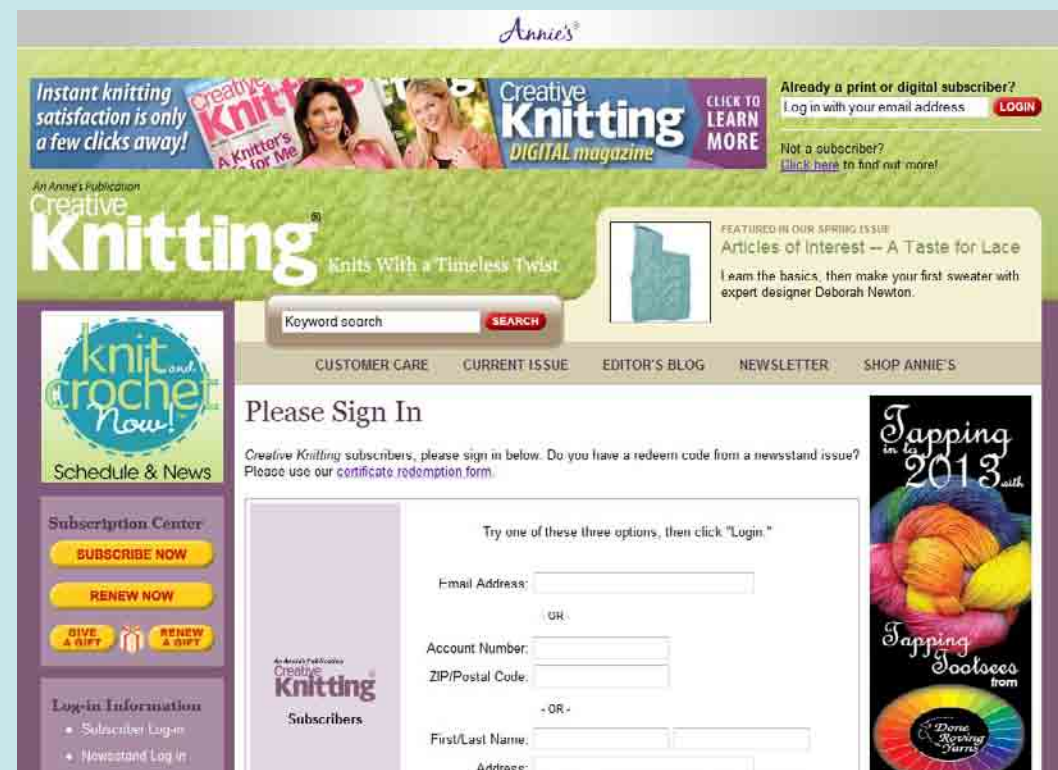 Annie's®
Instant knitting
satisfaction is only
a few clicks away!
Creative
Knitting
A Knitter's
for Me
Creative
Knitting
DIGITAL magazine
CLICK TO
LEARN
MORE
Already a print or digital subscriber?
Log in with your email address LOGIN
Not a subscriber?
Click here to find out more!
An Annie's Publication
Creative
Knitting®
Knits With a Timeless Twist
FEATURED IN OUR SPRING ISSUE
Articles of Interest -- A Taste for Lace
Learn the basics, then make your first sweater with
expert designer Deborah Newton.
Keyword search SEARCH
CUSTOMER CARE CURRENT ISSUE EDITOR'S BLOG NEWSLETTER SHOP ANNIE'S
knit and
crochet
Now!
Schedule & News
Subscription Center
SUBSCRIBE NOW
RENEW NOW
GIVE
A GIFT
RENEW
A GIFT
Log-in Information
Subscriber Log-in
Newsstand Log in
Please Sign In
Creative Knitting subscribers, please sign in below. Do you have a redeem code from a newsstand issue?
Please use our certificate redemption form.
An Annie's Publication
Creative
Knitting
Subscribers
Try one of these three options, then click "Login."
Email Address:
- OR -
Account Number:
ZIP/Postal Code:
- OR -
First/Last Name:
Address:
Tapping
in to
2013 with
Tapping
Tootsees
from
Done
Roving
Yarns